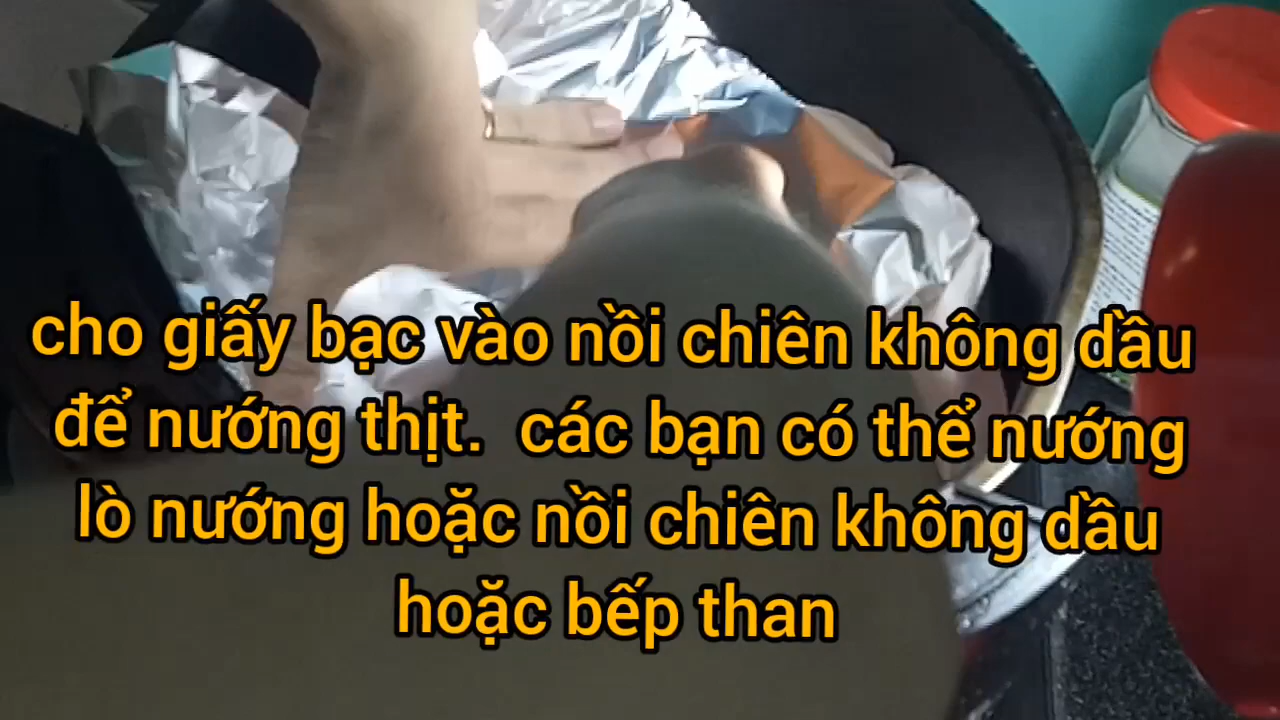 cho giấy bạc vào nồi chiên không dầu
để nướng thịt. các bạn có thể nướng
lò nướng hoặc nồi chiên không dầu
hoặc bếp than